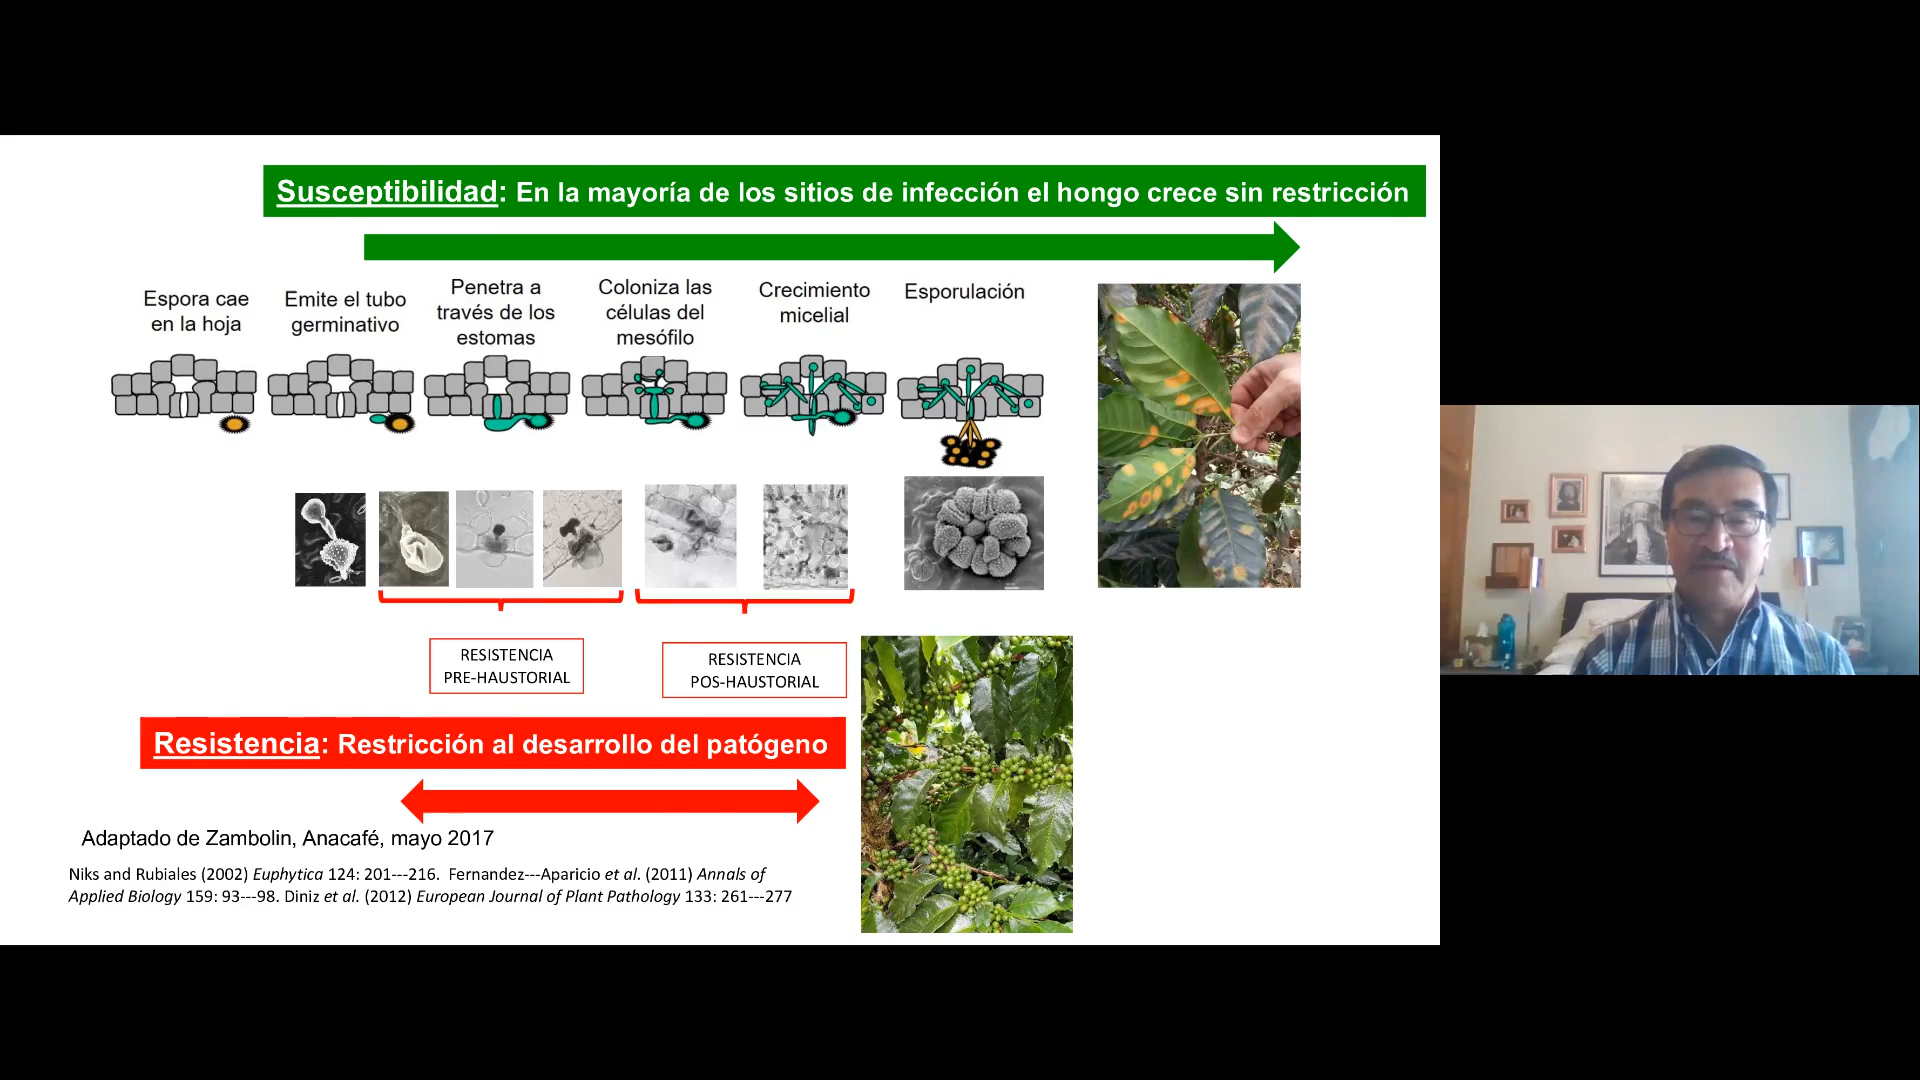 Susceptibilidad: En la mayoría de los sitios de infección el hongo crece sin restricción
Espora cae
en la hoja
Emite el tubo
germinativo
Penetra a
través de los
estomas
Coloniza las
células del
mesófilo
Crecimiento
micelial
Esporulación
RESISTENCIA
PRE-HAUSTORIAL
RESISTENCIA
POS-HAUSTORIAL
Resistencia: Restricción al desarrollo del patógeno
Adaptado de Zambolin, Anacafé, mayo 2017
Niks and Rubiales (2002) Euphytica 124: 201---216. Fernandez---Aparicio et al. (2011) Annals of
Applied Biology 159: 93---98. Diniz et al. (2012) European Journal of Plant Pathology 133: 261---277